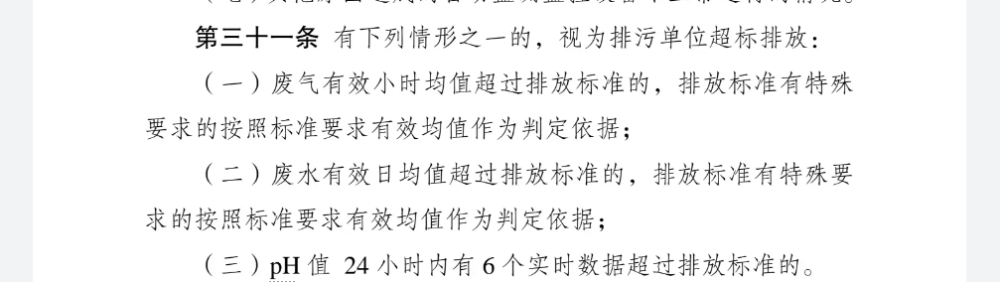 第三十一条 有下列情形之一的，视为排污单位超标排放：
（一）废气有效小时均值超过排放标准的，排放标准有特殊
要求的按照标准要求有效均值作为判定依据；
（二）废水有效日均值超过排放标准的，排放标准有特殊要
求的按照标准要求有效均值作为判定依据；
（三）pH 值 24 小时内有 6 个实时数据超过排放标准的。